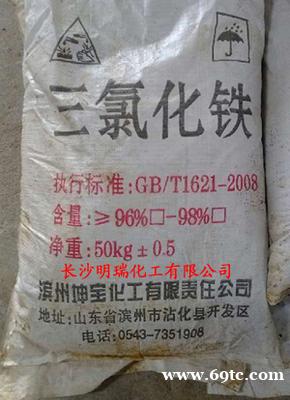 三氯化铁
执行标准:GB/T1621-2008
含量:≥96%□-98%□
净重:50kg±0.5
长沙明瑞化工有限公司
滨州坤宝化工有限责任公司
地址:山东省滨州市沾化县开发区
电话:0543-7351908
www.69tc.com